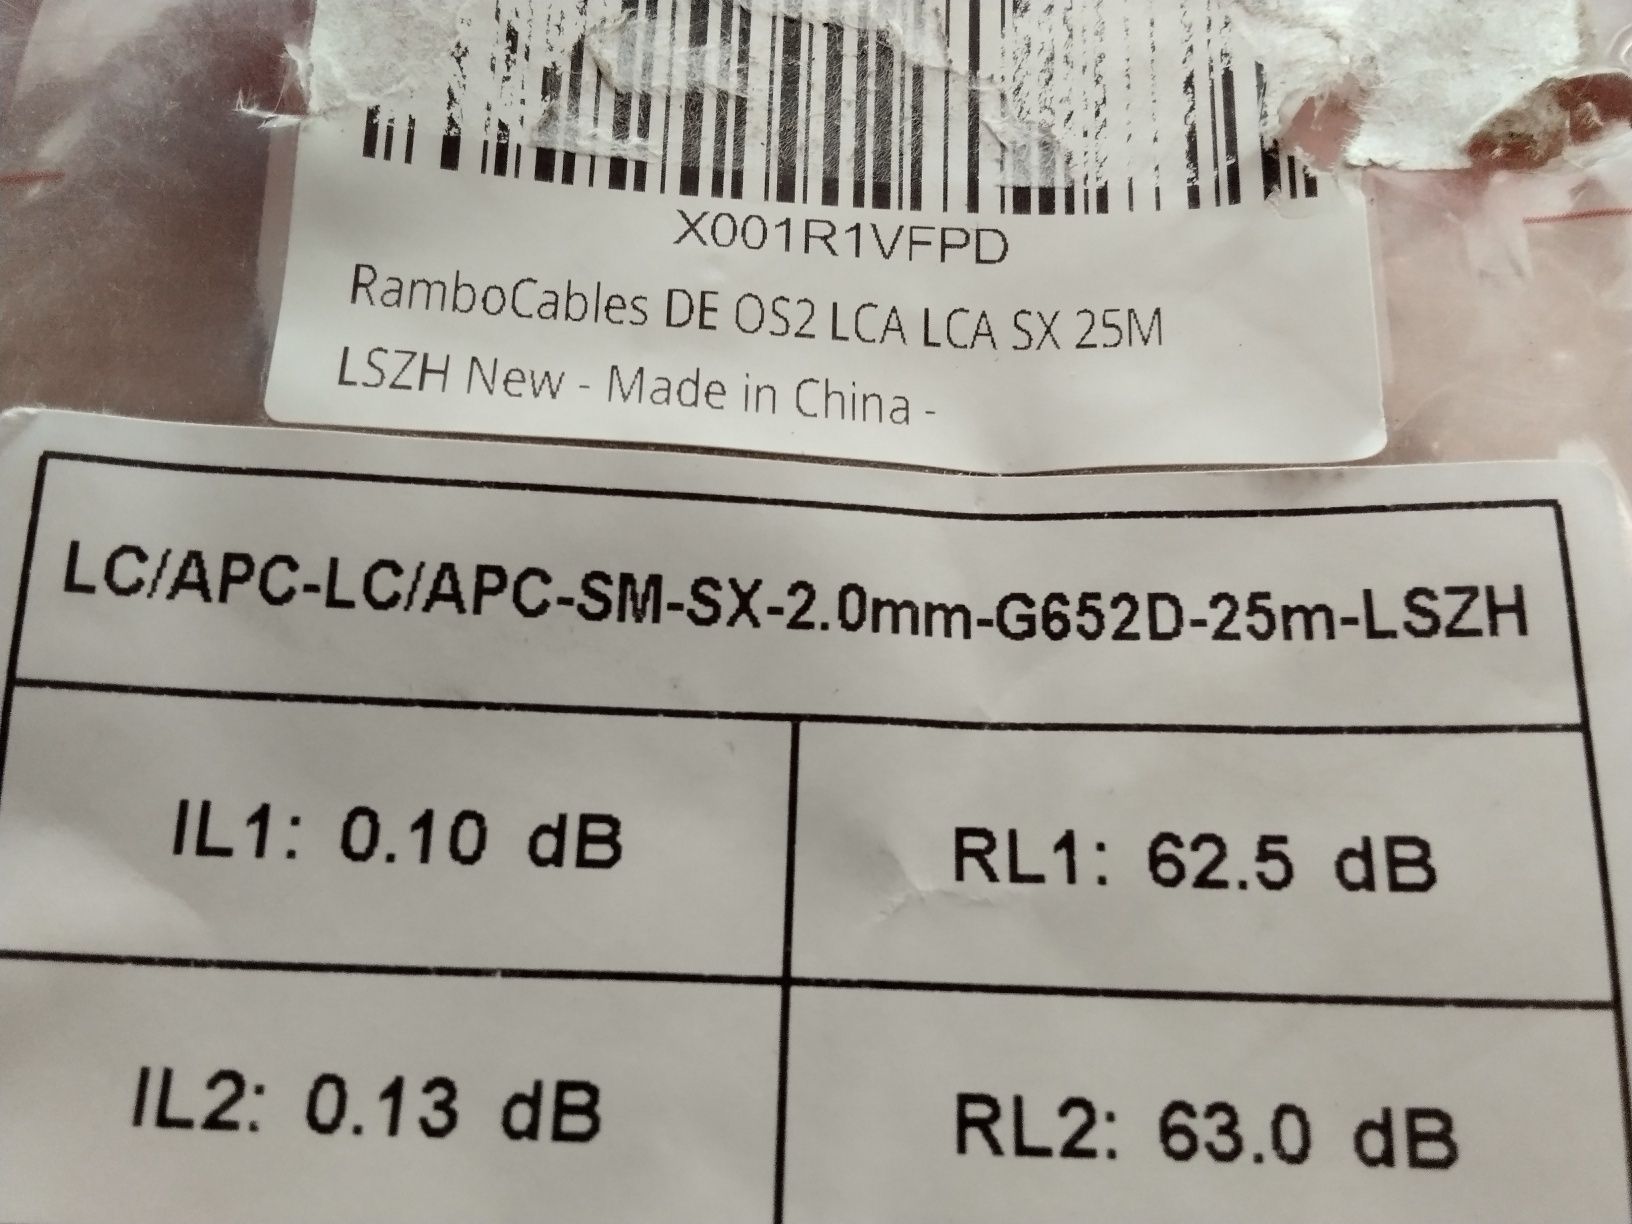 X001R1VFPD
RamboCables DE OS2 LCA LCA SX 25M
LSZH New - Made in China -
LC/APC-LC/APC-SM-SX-2.0mm-G652D-25m-LSZH
IL1: 0.10 dB
RL1: 62.5 dB
IL2: 0.13 dB
RL2: 63.0 dB